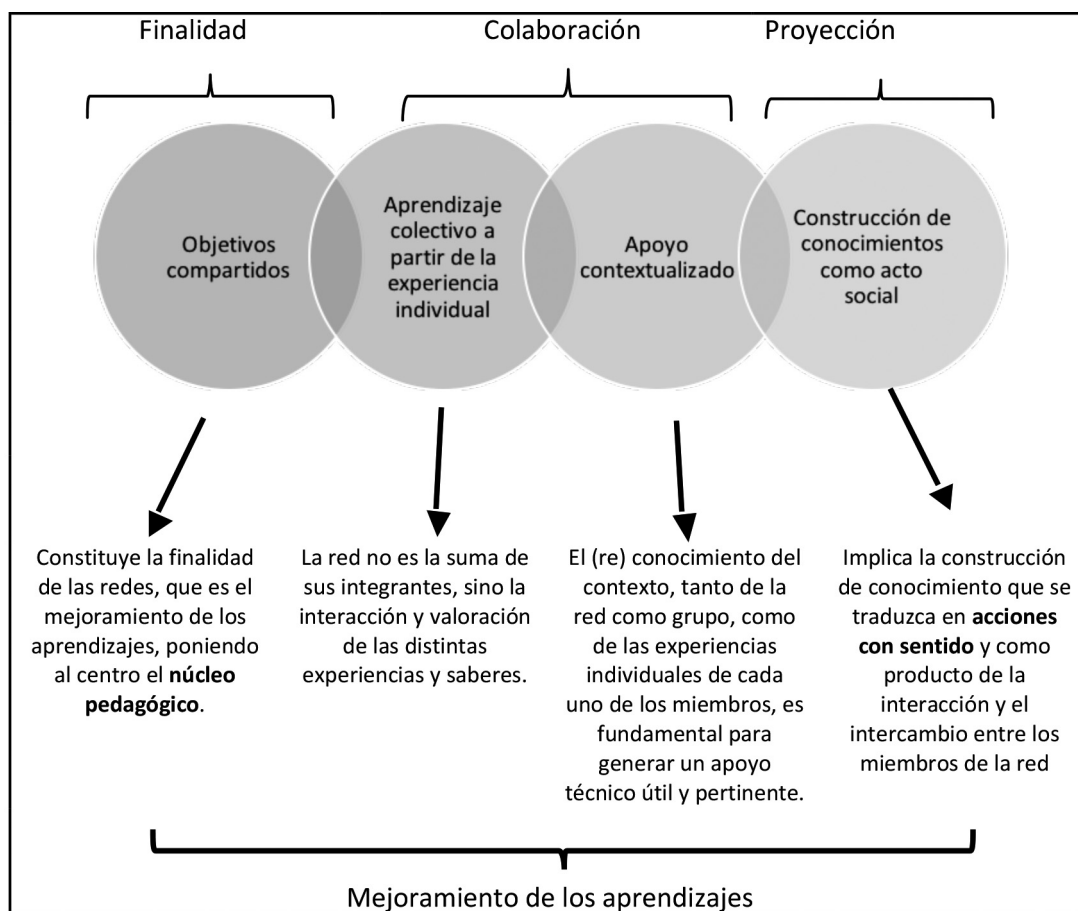 Finalidad
Colaboración
Proyección
Objetivos
compartidos
Aprendizaje
colectivo a
partir de la
experiencia
individual
Apoyo
contextualizado
Construcción de
conocimientos
como acto
social
Constituye la finalidad
de las redes, que es el
mejoramiento de los
aprendizajes, poniendo
al centro el núcleo
pedagógico.
La red no es la suma de
sus integrantes, sino la
interacción y valoración
de las distintas
experiencias y saberes.
El (re) conocimiento del
contexto, tanto de la
red como grupo, como
de las experiencias
individuales de cada
uno de los miembros, es
fundamental para
generar un apoyo
técnico útil y pertinente.
Implica la construcción
de conocimiento que se
traduzca en acciones
con sentido y como
producto de la
interacción y el
intercambio entre los
miembros de la red
Mejoramiento de los aprendizajes